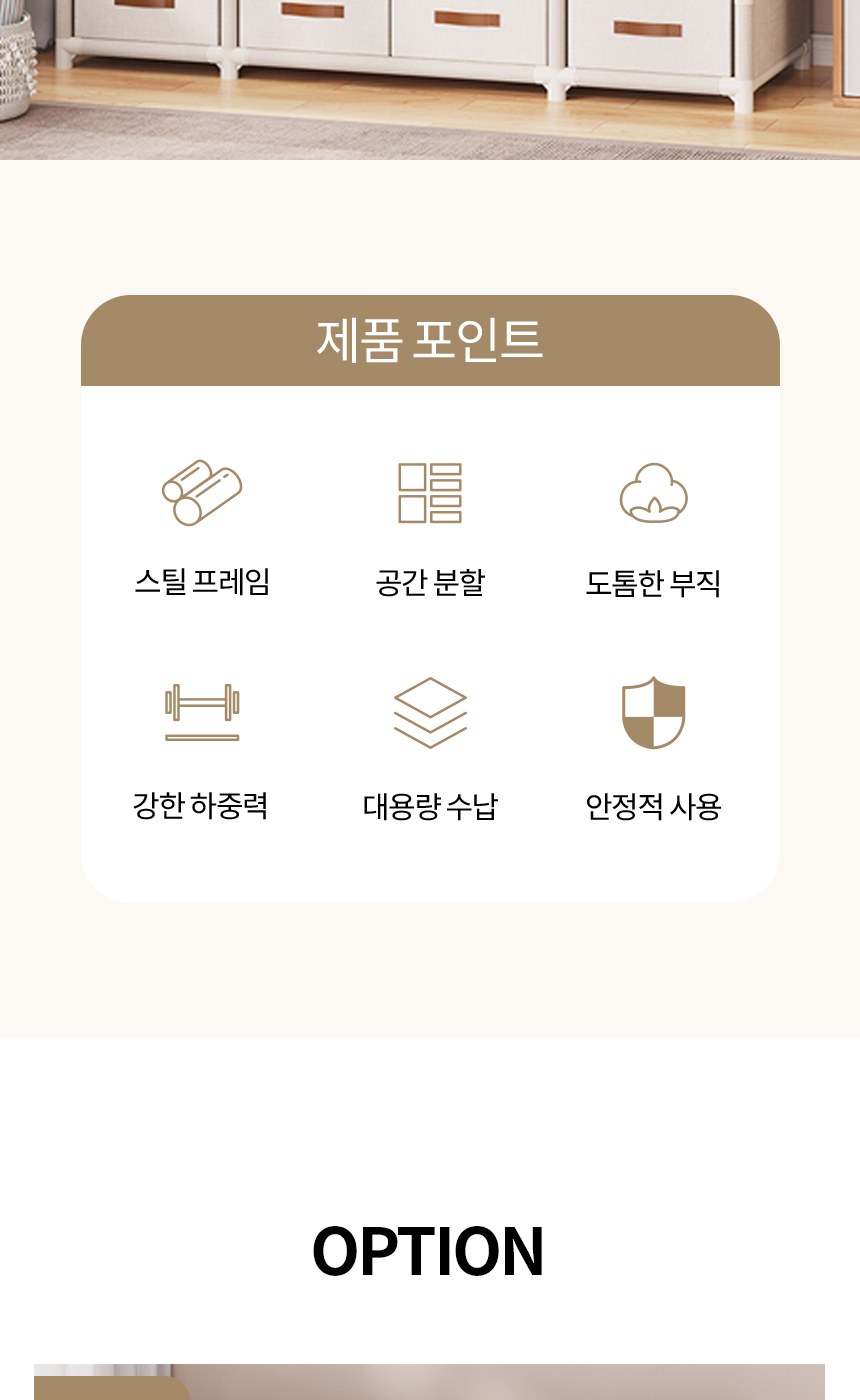 제품 포인트
스틸 프레임
공간 분할
도톰한 부직
강한 하중력
대용량 수납
안정적 사용
OPTION